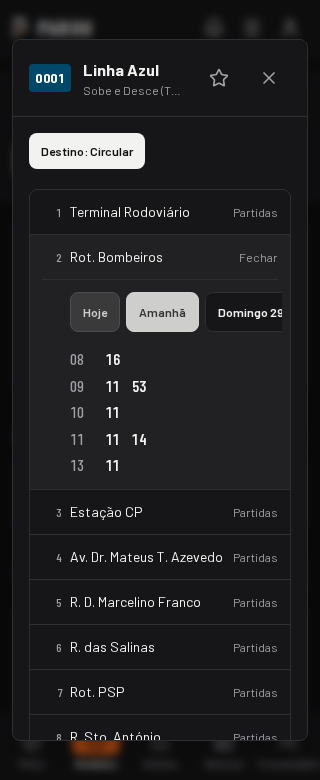 0001
Linha Azul
Sobe e Desce (T...
Destino: Circular
1 Terminal Rodoviário Partidas
2 Rot. Bombeiros Fechar
Hoje Amanhã Domingo 29
08 16
09 11 53
10 11
11 11 14
13 11
3 Estação CP Partidas
4 Av. Dr. Mateus T. Azevedo Partidas
5 R. D. Marcelino Franco Partidas
6 R. das Salinas Partidas
7 Rot. PSP Partidas
8 R. Sto. António Partidas